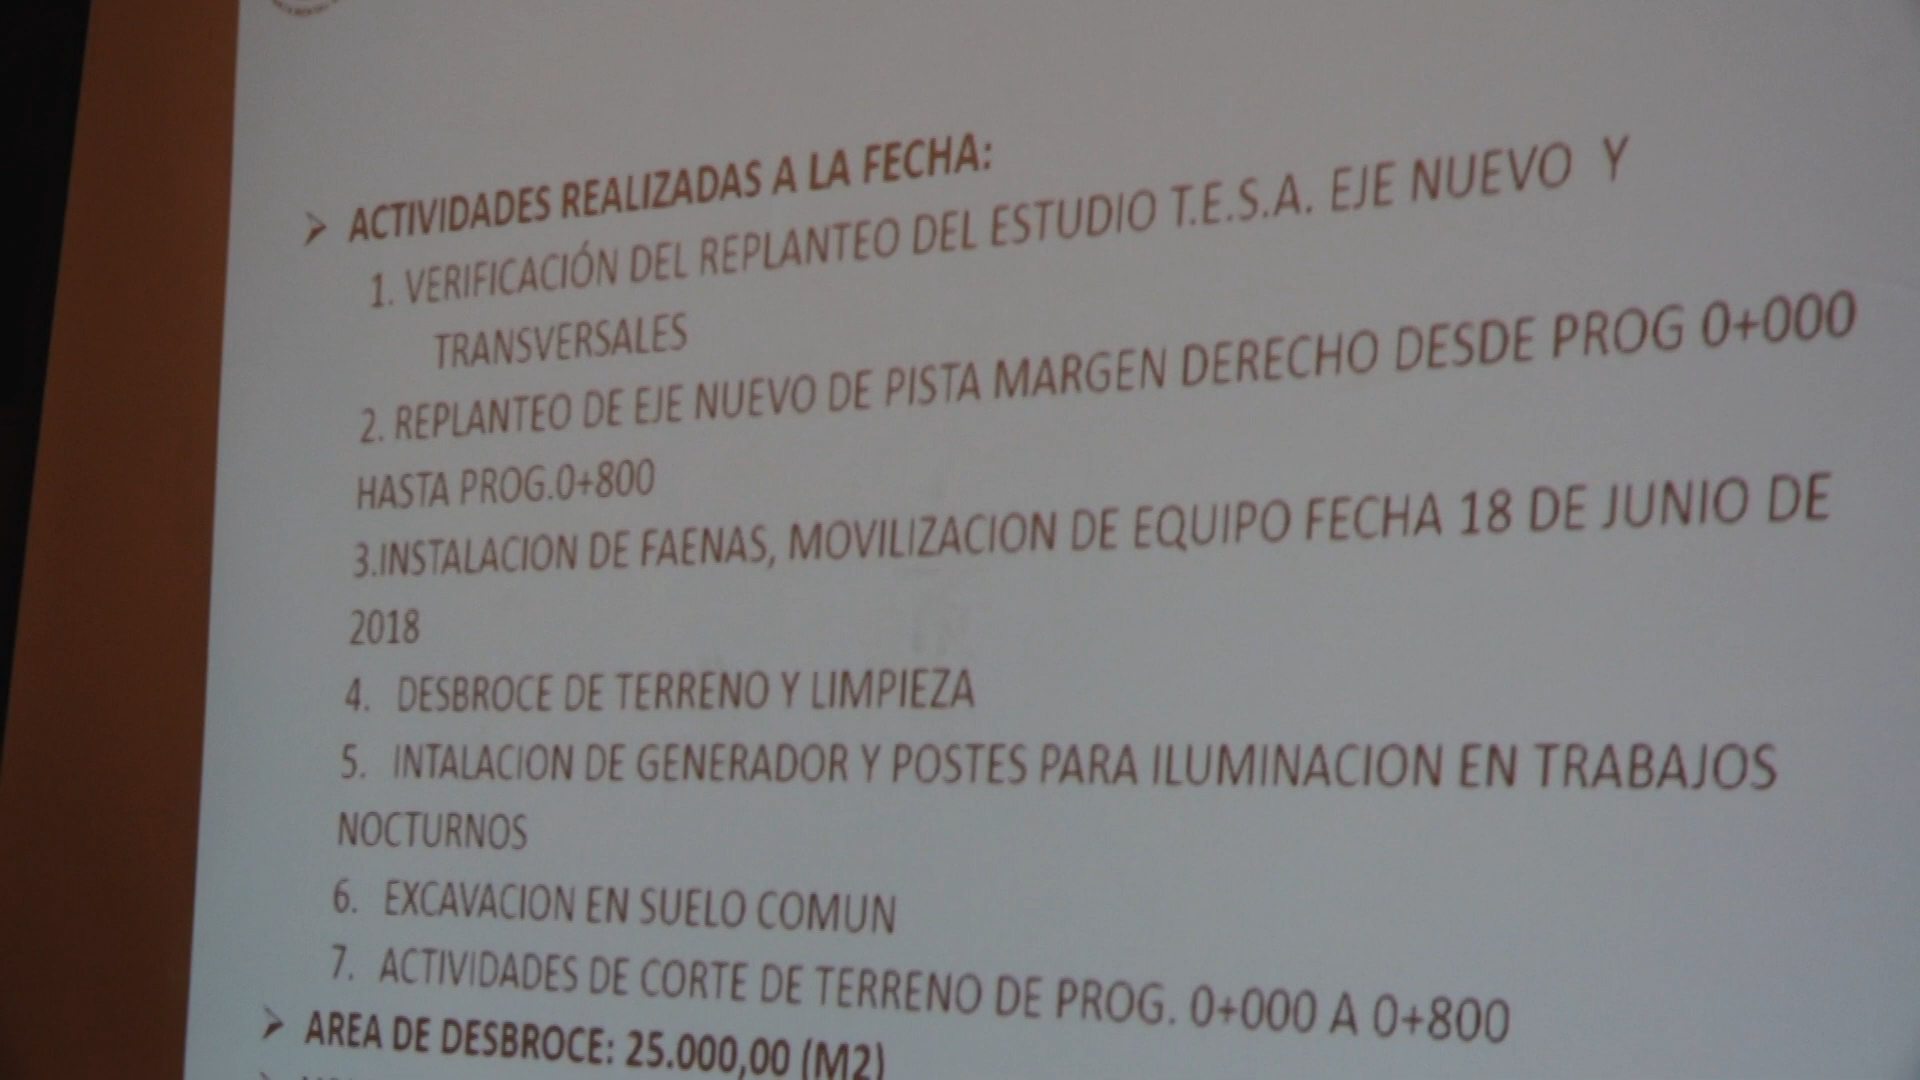 ➢ ACTIVIDADES REALIZADAS A LA FECHA:
1. VERIFICACIÓN DEL REPLANTEO DEL ESTUDIO T.E.S.A. EJE NUEVO Y
TRANSVERSALES
2. REPLANTEO DE EJE NUEVO DE PISTA MARGEN DERECHO DESDE PROG 0+000
HASTA PROG.0+800
3.INSTALACION DE FAENAS, MOVILIZACION DE EQUIPO FECHA 18 DE JUNIO DE
2018
4. DESBROCE DE TERRENO Y LIMPIEZA
5. INTALACION DE GENERADOR Y POSTES PARA ILUMINACION EN TRABAJOS
NOCTURNOS
6. EXCAVACION EN SUELO COMUN
7. ACTIVIDADES DE CORTE DE TERRENO DE PROG. 0+000 A 0+800
➢ AREA DE DESBROCE: 25.000,00 (M2)